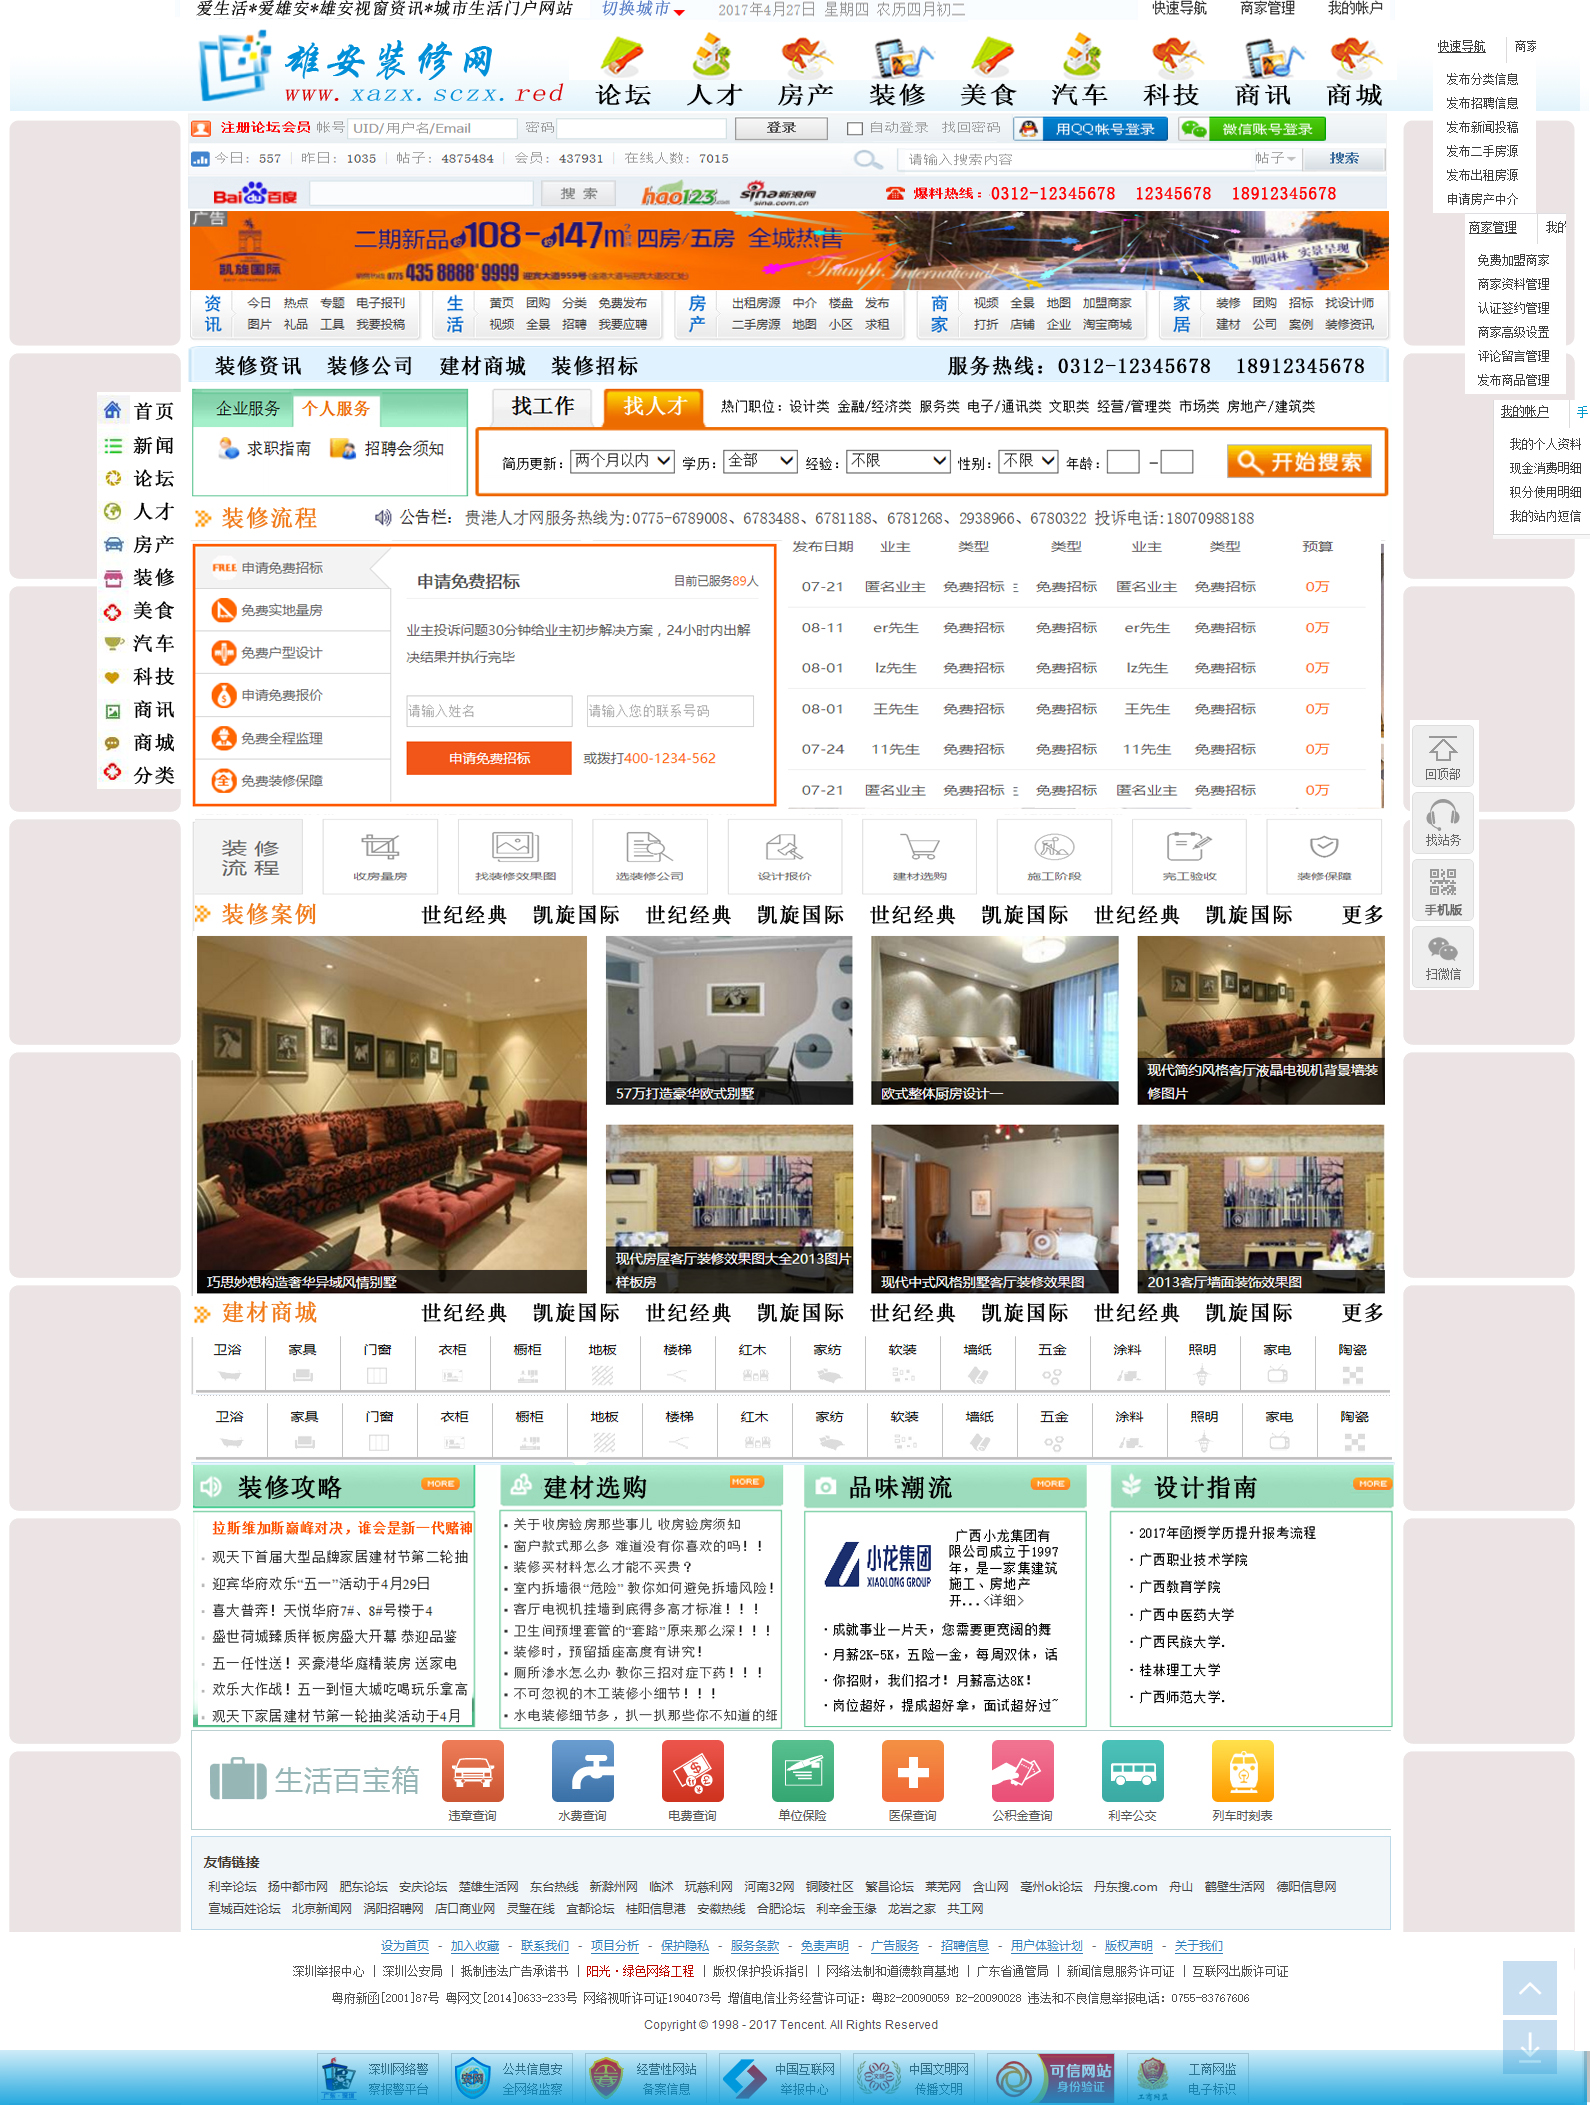 爱生活*爱雄安*雄安视窗资讯*城市生活门户网站 切换城市 2017年4月27日 星期四 农历四月初二 快速导航 商家管理 我的帐户
雄安装修网
www.xazx.sczx.red
论坛 人才 房产 装修 美食 汽车 科技 商讯 商城
注册论坛会员 帐号 UID/用户名/Email 密码 登录 自动登录 找回密码 用QQ帐号登录 微信账号登录
今日: 557 昨日: 1035 帖子: 4875484 会员: 437931 在线人数: 7015 请输入搜索内容 帖子 搜索
Bai百度 搜 索 hao123 sina新浪网 sina.com.cn 爆料热线:0312-12345678 12345678 18912345678
广告
凯旋国际 二期新品约108-约147m² 四房/五房 全城热售
0775 435 8888' 9999 迎宾大道959号
Triumph International 一期园林 实景呈现
资讯 今日 热点 专题 电子报刊
图片 礼品 工具 我要投稿
生活 黄页 团购 分类 免费发布
视频 全景 招聘 我要应聘
房产 出租房源 中介 楼盘 发布
二手房源 地图 小区 求租
商家 视频 全景 地图 加盟商家
打折 店铺 企业 淘宝商城
家居 装修 团购 招标 找设计师
建材 公司 案例 装修资讯
装修资讯 装修公司 建材商城 装修招标 服务热线: 0312-12345678 18912345678
企业服务 个人服务
求职指南 招聘会须知
找工作 找人才 热门职位: 设计类 金融/经济类 服务类 电子/通讯类 文职类 经营/管理类 市场类 房地产/建筑类
简历更新: 两个月以内 学历: 全部 经验: 不限 性别: 不限 年龄: - 开始搜索
首页
新闻
论坛
人才
房产
装修
美食
汽车
科技
商讯
商城
分类
快速导航 商家
发布分类信息
发布招聘信息
发布新闻投稿
发布二手房源
发布出租房源
申请房产中介
商家管理 我的
免费加盟商家
商家资料管理
认证签约管理
商家高级设置
评论留言管理
发布商品管理
我的帐户 手
我的个人资料
现金消费明细
积分使用明细
我的站内短信
装修流程 公告栏: 贵港人才网服务热线为:0775-6789008、6783488、6781188、6781268、2938966、6780322 投诉电话:18070988188
FREE 申请免费招标
免费实地量房
免费户型设计
申请免费报价
免费全程监理
免费装修保障
申请免费招标 目前已服务89人
业主投诉问题30分钟给业主初步解决方案，24小时内出解
决结果并执行完毕
请输入姓名 请输入您的联系号码
申请免费招标 或拨打400-1234-562
发布日期 业主 类型 类型 业主 类型 预算
07-21 匿名业主 免费招标 免费招标 匿名业主 免费招标 0万
08-11 er先生 免费招标 免费招标 er先生 免费招标 0万
08-01 lz先生 免费招标 免费招标 lz先生 免费招标 0万
08-01 王先生 免费招标 免费招标 王先生 免费招标 0万
07-24 11先生 免费招标 免费招标 11先生 免费招标 0万
07-21 匿名业主 免费招标 免费招标 匿名业主 免费招标 0万
回顶部
找站务
手机版
扫微信
装修流程 收房量房 找装修效果图 选装修公司 设计报价 建材选购 施工阶段 完工验收 装修保障
装修案例 世纪经典 凯旋国际 世纪经典 凯旋国际 世纪经典 凯旋国际 世纪经典 凯旋国际 更多
巧思妙想构造奢华异域风情别墅
57万打造豪华欧式别墅
欧式整体厨房设计一
现代简约风格客厅液晶电视机背景墙装
修图片
现代房屋客厅装修效果图大全2013图片
样板房
现代中式风格别墅客厅装修效果图
2013客厅墙面装饰效果图
建材商城 世纪经典 凯旋国际 世纪经典 凯旋国际 世纪经典 凯旋国际 世纪经典 凯旋国际 更多
卫浴 家具 门窗 衣柜 橱柜 地板 楼梯 红木 家纺 软装 墙纸 五金 涂料 照明 家电 陶瓷
卫浴 家具 门窗 衣柜 橱柜 地板 楼梯 红木 家纺 软装 墙纸 五金 涂料 照明 家电 陶瓷
装修攻略 MORE
拉斯维加斯巅峰对决，谁会是新一代赌神
观天下首届大型品牌家居建材节第二轮抽
迎宾华府欢乐“五一”活动于4月29日
喜大普奔！天悦华府7#、8#号楼于4
盛世荷城臻质样板房盛大开幕 恭迎品鉴
五一任性送！买豪港华庭精装房 送家电
欢乐大作战！五一到恒大城吃喝玩乐拿高
观天下家居建材节第一轮抽奖活动于4月
建材选购 MORE
关于收房验房那些事儿 收房验房须知
窗户款式那么多 难道没有你喜欢的吗！！
装修买材料怎么才能不买贵？
室内拆墙很“危险” 教你如何避免拆墙风险！
客厅电视机挂墙到底得多高才标准！！！
卫生间预埋套管的“套路”原来那么深！！！
装修时，预留插座高度有讲究！
厕所渗水怎么办 教你三招对症下药！！！
不可忽视的木工装修小细节！！！
水电装修细节多，扒一扒那些你不知道的细
品味潮流 MORE
小龙集团 XIAOLONG GROUP
广西小龙集团有
限公司成立于1997
年，是一家集建筑
施工、房地产
开...<详细>
·成就事业一片天，您需要更宽阔的舞
·月薪2K-5K，五险一金，每周双休，话
·你招财，我们招才！月薪高达8K！
·岗位超好，提成超好拿，面试超好过~
设计指南 MORE
·2017年函授学历提升报考流程
·广西职业技术学院
·广西教育学院
·广西中医药大学
·广西民族大学.
·桂林理工大学
·广西师范大学.
生活百宝箱 违章查询 水费查询 电费查询 单位保险 医保查询 公积金查询 利辛公交 列车时刻表
友情链接
利辛论坛 扬中都市网 肥东论坛 安庆论坛 楚雄生活网 东台热线 新滁州网 临沭 玩慈利网 河南32网 铜陵社区 繁昌论坛 莱芜网 含山网 亳州ok论坛 丹东搜.com 舟山 鹤壁生活网 德阳信息网
宣城百姓论坛 北京新闻网 涡阳招聘网 店口商业网 灵璧在线 宜都论坛 桂阳信息港 安徽热线 合肥论坛 利辛金玉缘 龙岩之家 共工网
设为首页 - 加入收藏 - 联系我们 - 项目分析 - 保护隐私 - 服务条款 - 免责声明 - 广告服务 - 招聘信息 - 用户体验计划 - 版权声明 - 关于我们
深圳举报中心 | 深圳公安局 | 抵制违法广告承诺书 | 阳光·绿色网络工程 | 版权保护投诉指引 | 网络法制和道德教育基地 | 广东省通管局 | 新闻信息服务许可证 | 互联网出版许可证
粤府新函[2001]87号 粤网文[2014]0633-233号 网络视听许可证1904073号 增值电信业务经营许可证：粤B2-20090059 B2-20090028 违法和不良信息举报电话：0755-83767606
Copyright © 1998 - 2017 Tencent. All Rights Reserved
深圳网络警察报警平台 公共信息安全网络监察 经营性网站备案信息 中国互联网举报中心 中国文明网传播文明 可信网站身份验证 工商网监电子标识